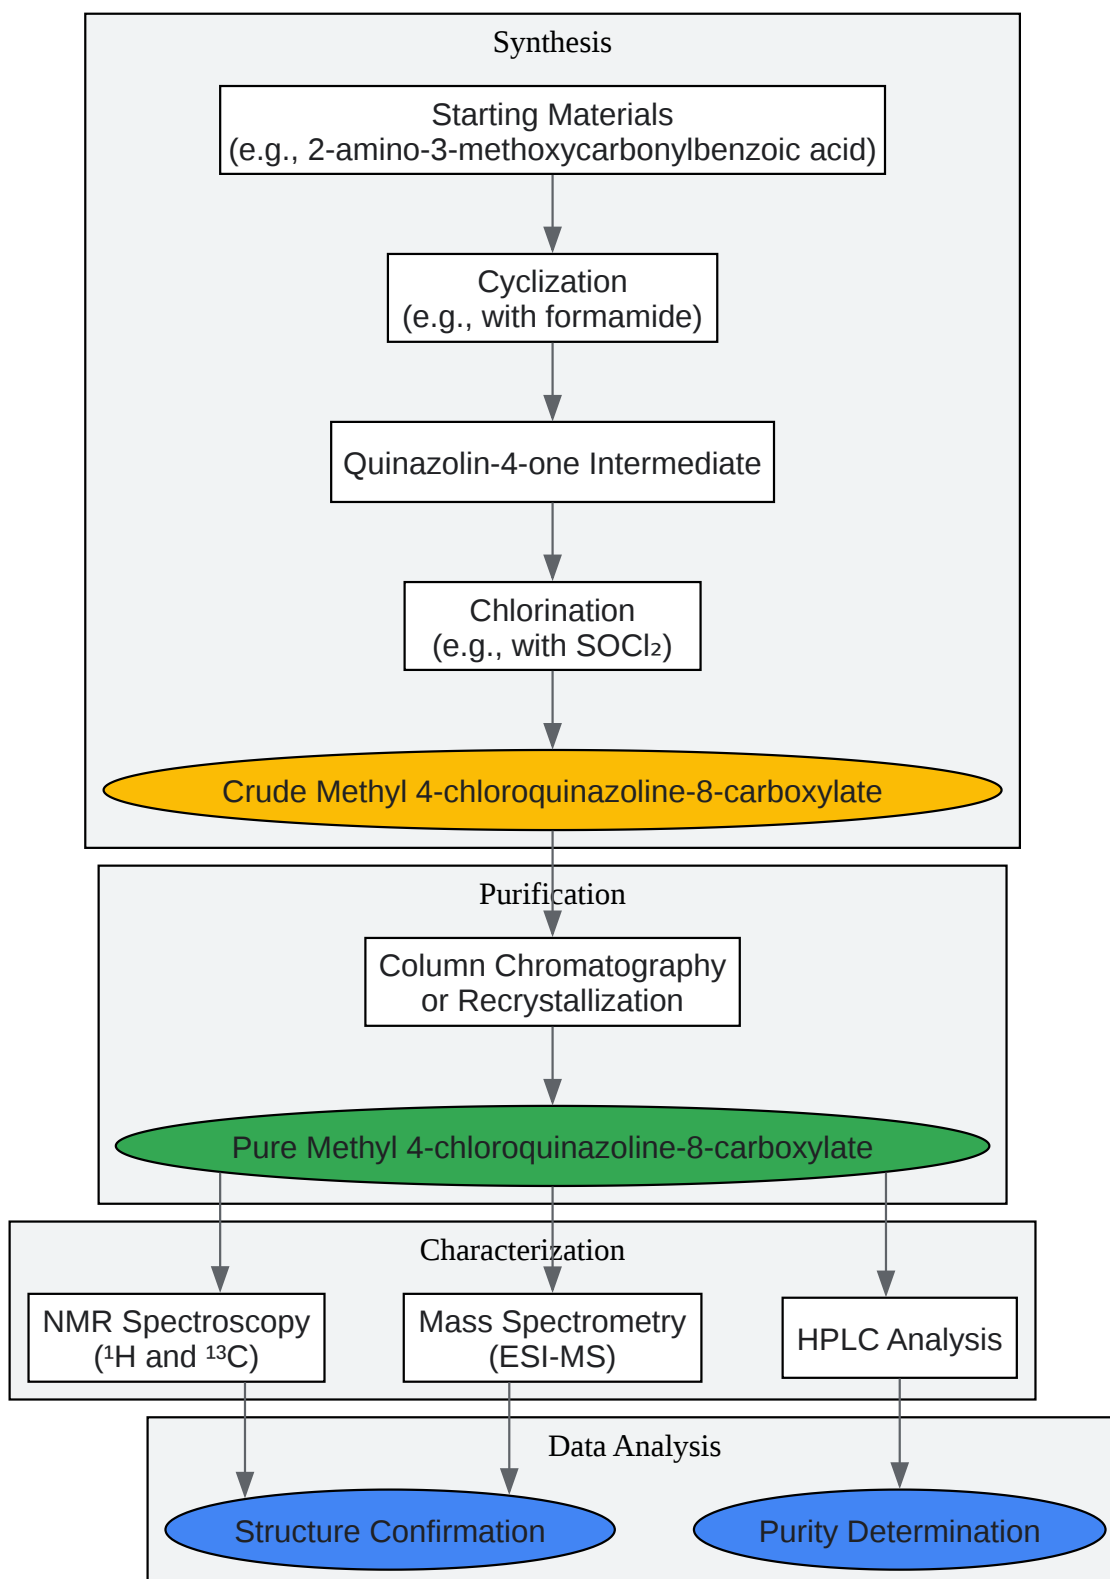 Synthesis
Starting Materials
(e.g., 2-amino-3-methoxycarbonylbenzoic acid)
Cyclization
(e.g., with formamide)
Quinazolin-4-one Intermediate
Chlorination
(e.g., with SOCl₂)
Crude Methyl 4-chloroquinazoline-8-carboxylate
Purification
Column Chromatography
or Recrystallization
Pure Methyl 4-chloroquinazoline-8-carboxylate
Characterization
NMR Spectroscopy
(¹H and ¹³C)
Mass Spectrometry
(ESI-MS)
HPLC Analysis
Data Analysis
Structure Confirmation
Purity Determination